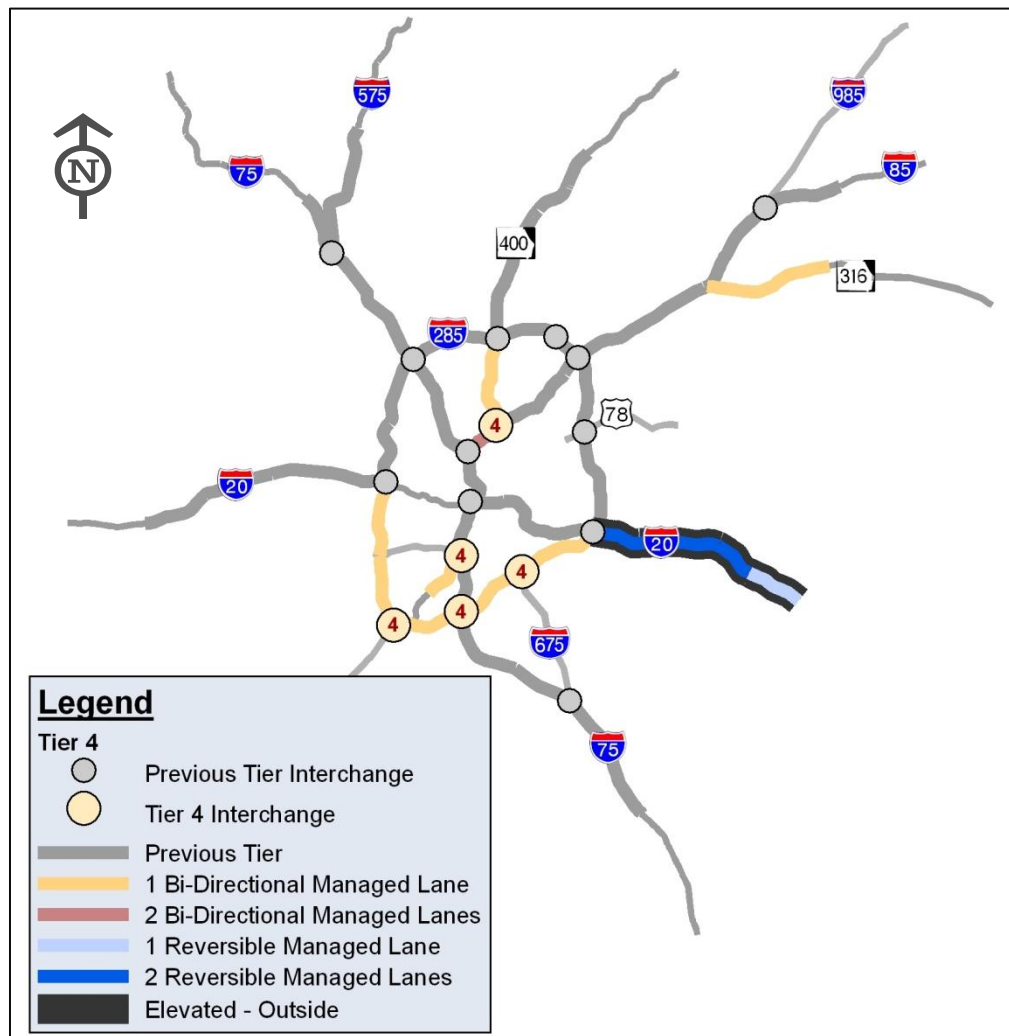 575
985
N
75
85
400
316
285
78
4
20
20
4
4
4
4
675
75
Legend
Tier 4
Previous Tier Interchange
Tier 4 Interchange
Previous Tier
1 Bi-Directional Managed Lane
2 Bi-Directional Managed Lanes
1 Reversible Managed Lane
2 Reversible Managed Lanes
Elevated - Outside